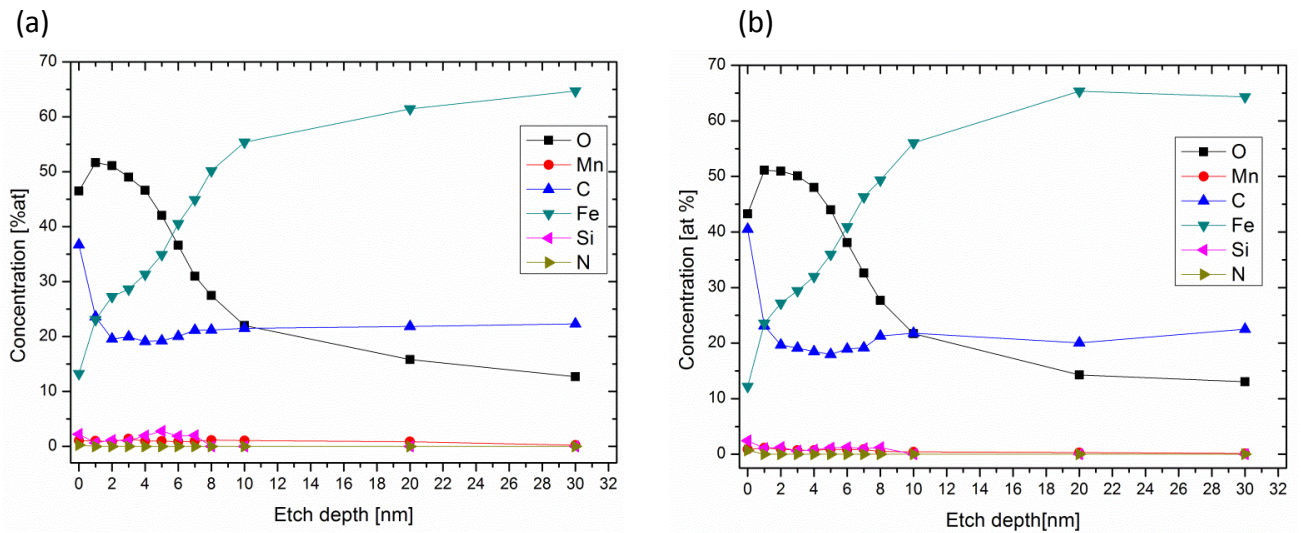 (a)
Concentration [%at]
70
60
50
40
30
20
10
0
0 2 4 6 8 10 12 14 16 18 20 22 24 26 28 30 32
Etch depth [nm]
O
Mn
C
Fe
Si
N
(b)
Concentration [at %]
70
60
50
40
30
20
10
0
0 2 4 6 8 10 12 14 16 18 20 22 24 26 28 30 32
Etch depth[nm]
O
Mn
C
Fe
Si
N